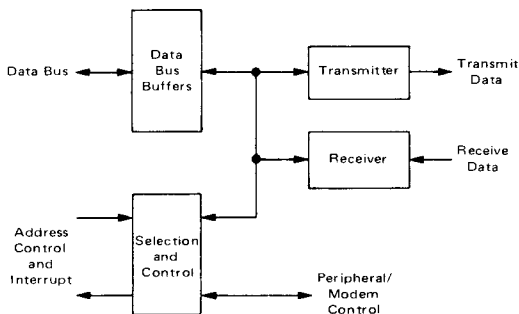 Data Bus
Data
Bus
Buffers
Transmitter
Transmit
Data
Receiver
Receive
Data
Address
Control
and
Interrupt
Selection
and
Control
Peripheral/
Modem
Control